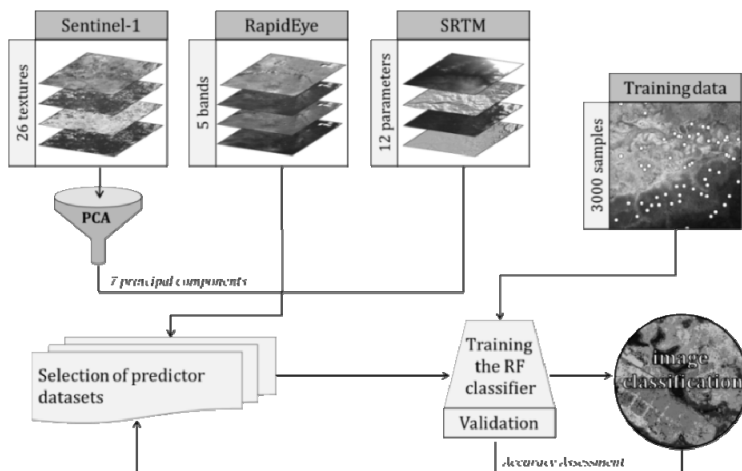 Sentinel-1
RapidEye
SRTM
26 textures
5 bands
12 parameters
Training data
3000 samples
PCA
7 principal components
Selection of predictor
datasets
Training
the RF
classifier
Validation
image
classification
Accuracy Assessment